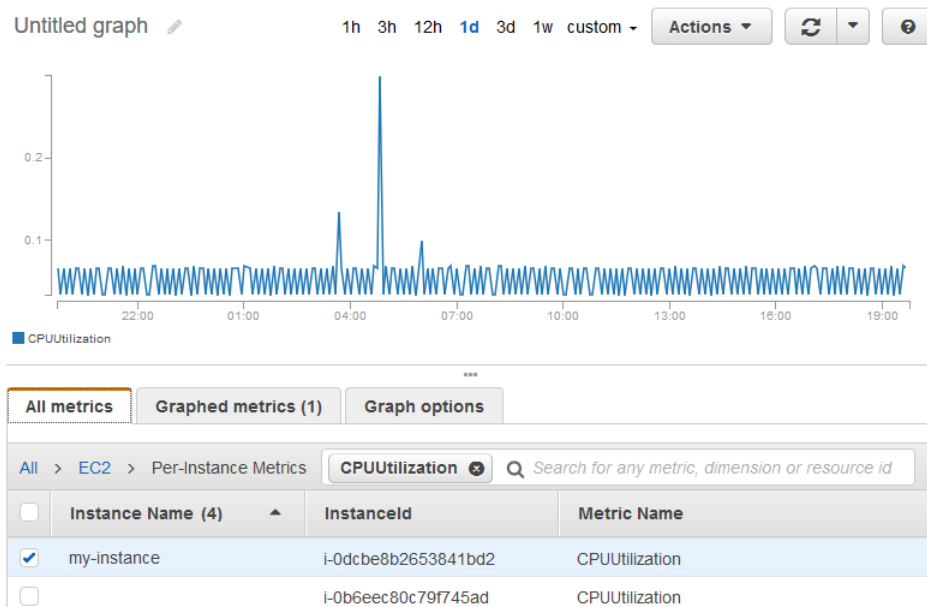 Untitled graph 1h 3h 12h 1d 3d 1w custom Actions
0.2
0.1
22:00 01:00 04:00 07:00 10:00 13:00 16:00 19:00
CPUUtilization
All metrics Graphed metrics (1) Graph options
All > EC2 > Per-Instance Metrics CPUUtilization Search for any metric, dimension or resource id
Instance Name (4) InstanceId Metric Name
my-instance i-0dcbe8b2653841bd2 CPUUtilization
i-0b6eec80c79f745ad CPUUtilization